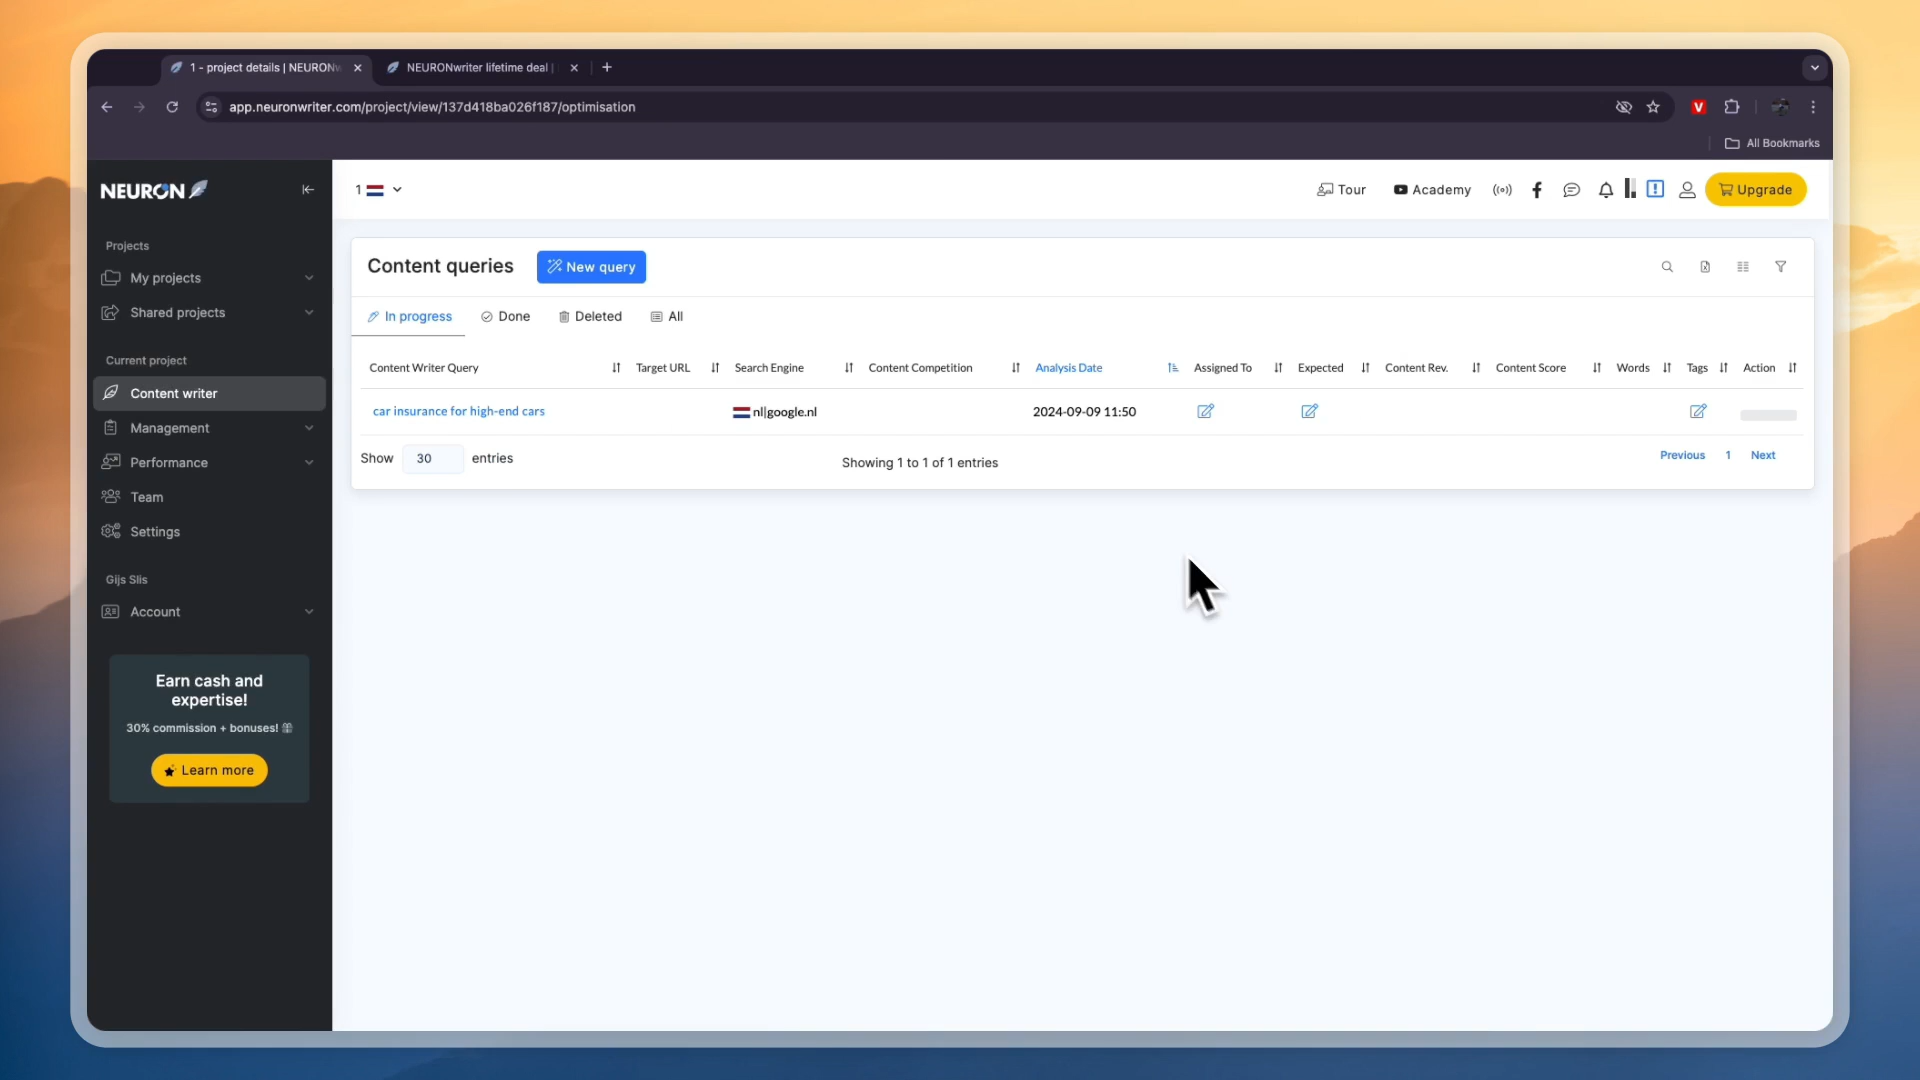 1 - project details | NEURONw
NEURONwriter lifetime deal |
app.neuronwriter.com/project/view/137d418ba026f187/optimisation
V
All Bookmarks
NEURON
1
Tour
Academy
Upgrade
Projects
My projects
Shared projects
Current project
Content writer
Management
Performance
Team
Settings
Gijs Slis
Account
Earn cash and
expertise!
30% commission + bonuses!
Learn more
Content queries
New query
In progress
Done
Deleted
All
Content Writer Query
Target URL
Search Engine
Content Competition
Analysis Date
Assigned To
Expected
Content Rev.
Content Score
Words
Tags
Action
car insurance for high-end cars
nl|google.nl
2024-09-09 11:50
Show 30 entries
Showing 1 to 1 of 1 entries
Previous 1 Next